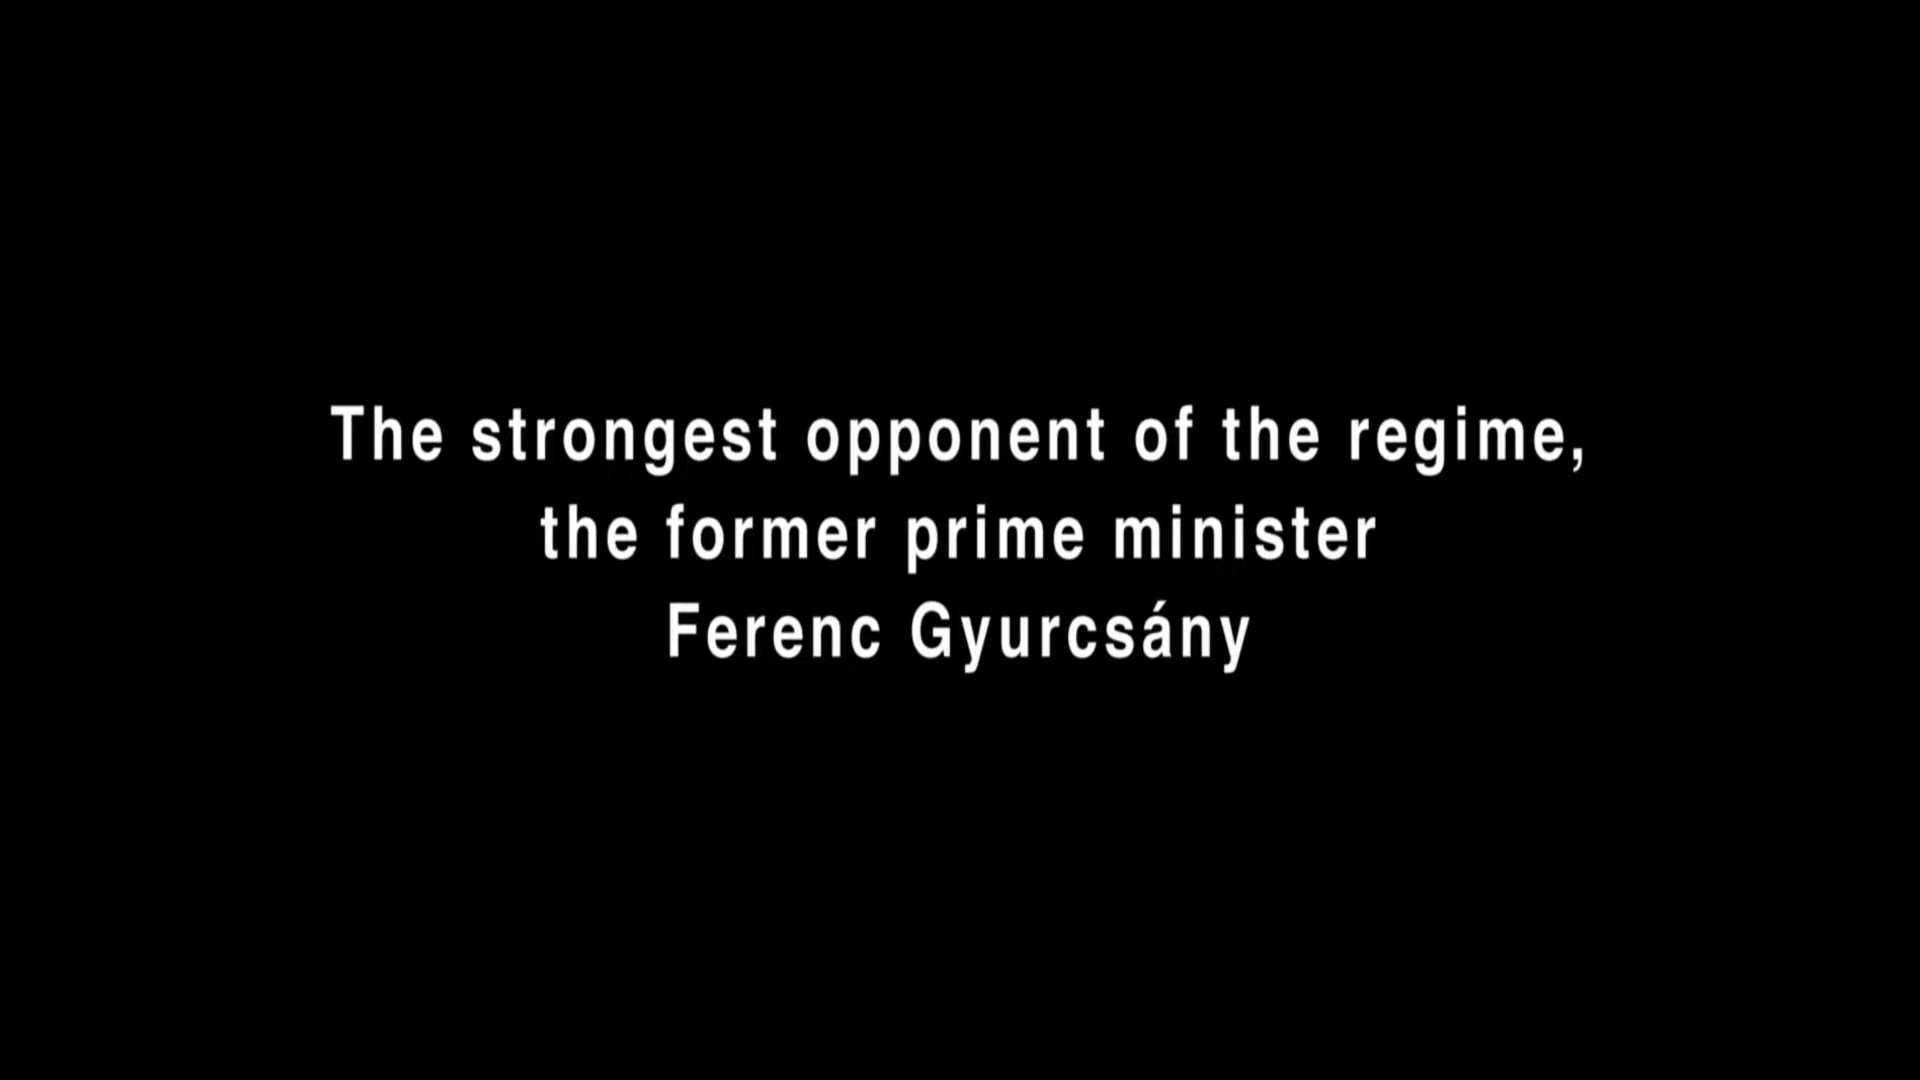 The strongest opponent of the regime,
the former prime minister
Ferenc Gyurcsány